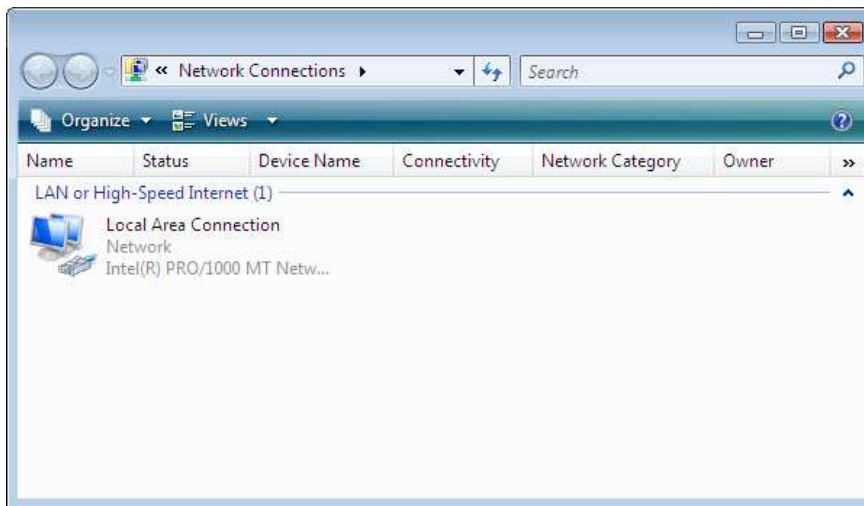 « Network Connections
Search
Organize Views
Name Status Device Name Connectivity Network Category Owner »
LAN or High-Speed Internet (1)
Local Area Connection
Network
Intel(R) PRO/1000 MT Netw...